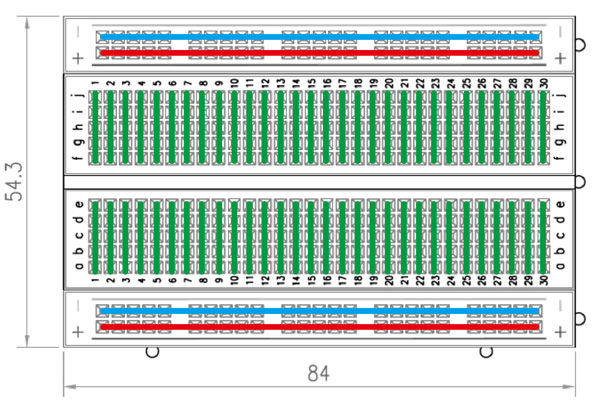 − −
+ +
1 2 3 4 5 6 7 8 9 10 11 12 13 14 15 16 17 18 19 20 21 22 23 24 25 26 27 28 29 30
j j
i i
h h
g g
f f
54.3
e e
d d
c c
b b
a a
1 2 3 4 5 6 7 8 9 10 11 12 13 14 15 16 17 18 19 20 21 22 23 24 25 26 27 28 29 30
− −
+ +
84